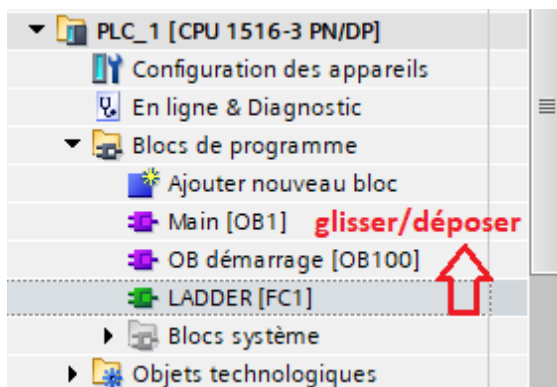 PLC_1 [CPU 1516-3 PN/DP]
Configuration des appareils
En ligne & Diagnostic
Blocs de programme
Ajouter nouveau bloc
Main [OB1] glisser/déposer
OB démarrage [OB100]
LADDER [FC1]
Blocs système
Objets technologiques